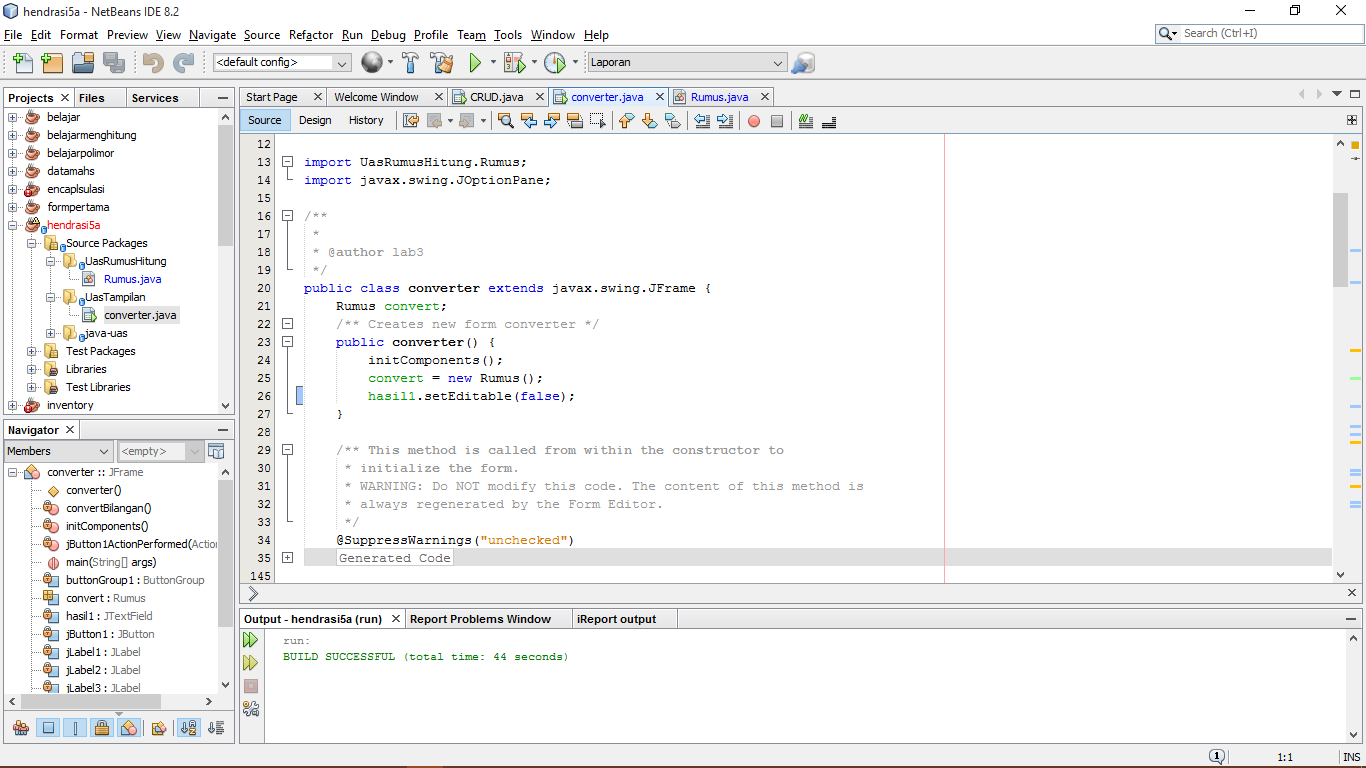 hendrasi5a - NetBeans IDE 8.2
File Edit Format Preview View Navigate Source Refactor Run Debug Profile Team Tools Window Help
Search (Ctrl+I)
<default config>
Laporan
Projects
Files
Services
belajar
belajarmenghitung
belajarpolimor
datamahs
encaplsulasi
formpertama
hendrasi5a
Source Packages
UasRumusHitung
Rumus.java
UasTampilan
converter.java
java-uas
Test Packages
Libraries
Test Libraries
inventory
Navigator
Members
<empty>
converter :: JFrame
converter()
convertBilangan()
initComponents()
jButton1ActionPerformed(Action
main(String[] args)
buttonGroup1 : ButtonGroup
convert : Rumus
hasil1 : JTextField
jButton1 : JButton
jLabel1 : JLabel
jLabel2 : JLabel
jLabel3 : JLabel
Start Page
Welcome Window
CRUD.java
converter.java
Rumus.java
Source
Design
History
12
13 import UasRumusHitung.Rumus;
14 import javax.swing.JOptionPane;
15
16 /**
17 *
18 * @author lab3
19 */
20 public class converter extends javax.swing.JFrame {
21 Rumus convert;
22 /** Creates new form converter */
23 public converter() {
24 initComponents();
25 convert = new Rumus();
26 hasil1.setEditable(false);
27 }
28
29 /** This method is called from within the constructor to
30 * initialize the form.
31 * WARNING: Do NOT modify this code. The content of this method is
32 * always regenerated by the Form Editor.
33 */
34 @SuppressWarnings("unchecked")
35 Generated Code
145
Output - hendrasi5a (run)
Report Problems Window
iReport output
run:
BUILD SUCCESSFUL (total time: 44 seconds)
1
1:1
INS